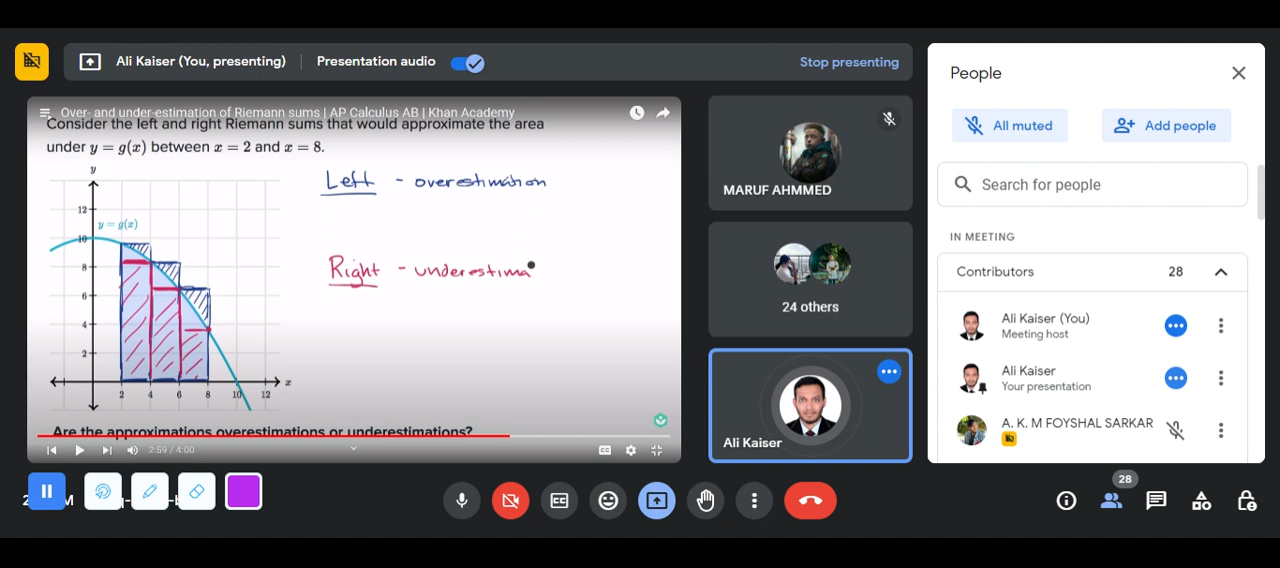 Ali Kaiser (You, presenting)
Presentation audio
Stop presenting
Over- and under-estimation of Riemann sums | AP Calculus AB | Khan Academy
Consider the left and right Riemann sums that would approximate the area
under y = g(x) between x = 2 and x = 8.
Left - overestimation
Right - underestima
y
12
y = g(x)
10
8
6
4
2
2 4 6 8 10 12
x
Are the approximations overestimations or underestimations?
2:59 / 4:00
MARUF AHMMED
24 others
Ali Kaiser
People
All muted
Add people
Search for people
IN MEETING
Contributors 28
Ali Kaiser (You)
Meeting host
Ali Kaiser
Your presentation
A. K. M FOYSHAL SARKAR
28